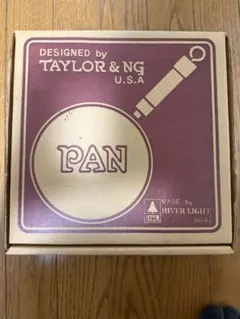 DESIGNED by
TAYLOR & NG
U.S.A
PAN
MADE by
RIVER LIGHT